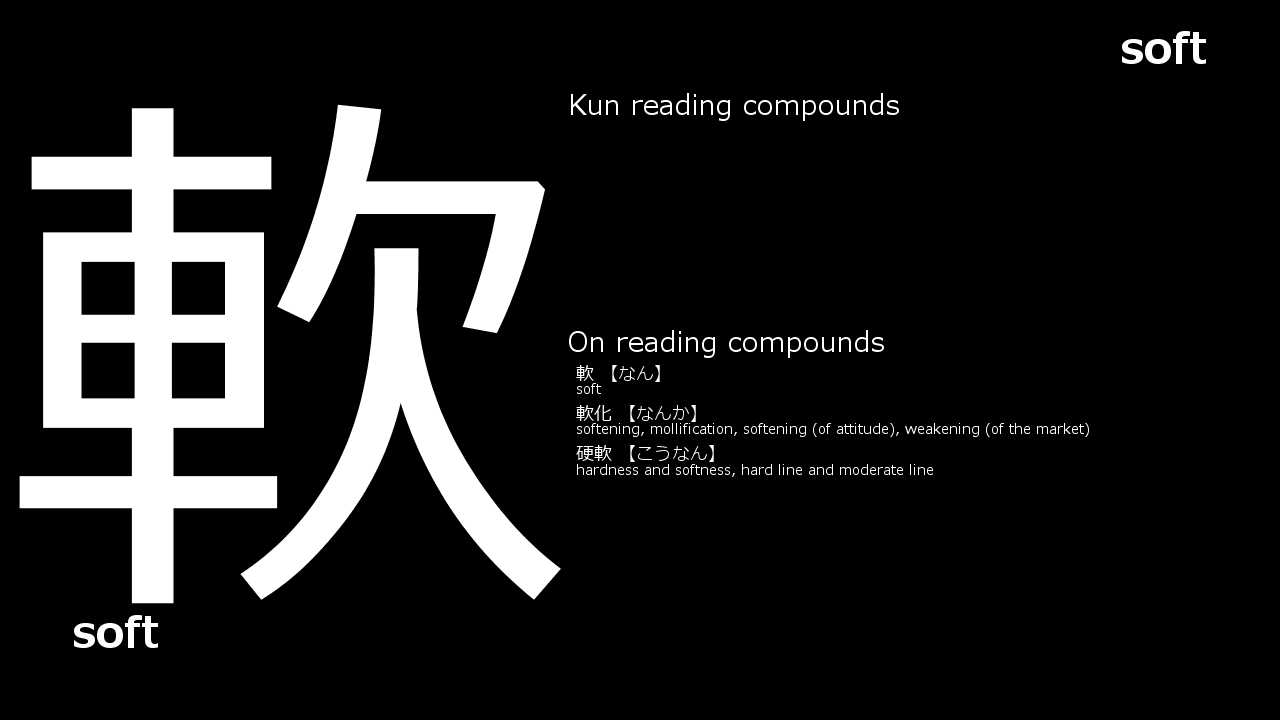 soft
軟
Kun reading compounds
On reading compounds
軟 【なん】
soft
軟化 【なんか】
softening, mollification, softening (of attitude), weakening (of the market)
硬軟 【こうなん】
hardness and softness, hard line and moderate line
soft